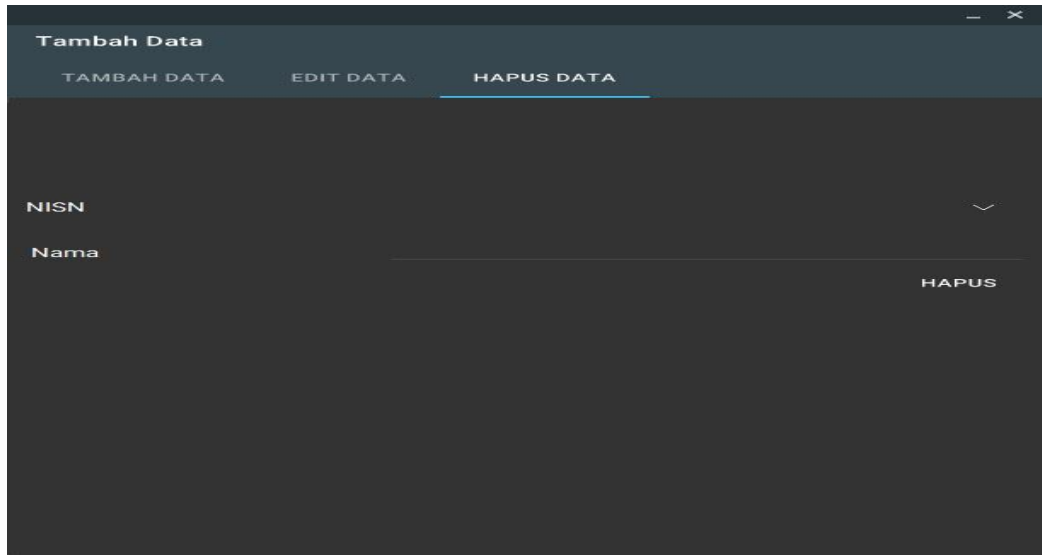 Tambah Data
TAMBAH DATA EDIT DATA HAPUS DATA
NISN
Nama
HAPUS